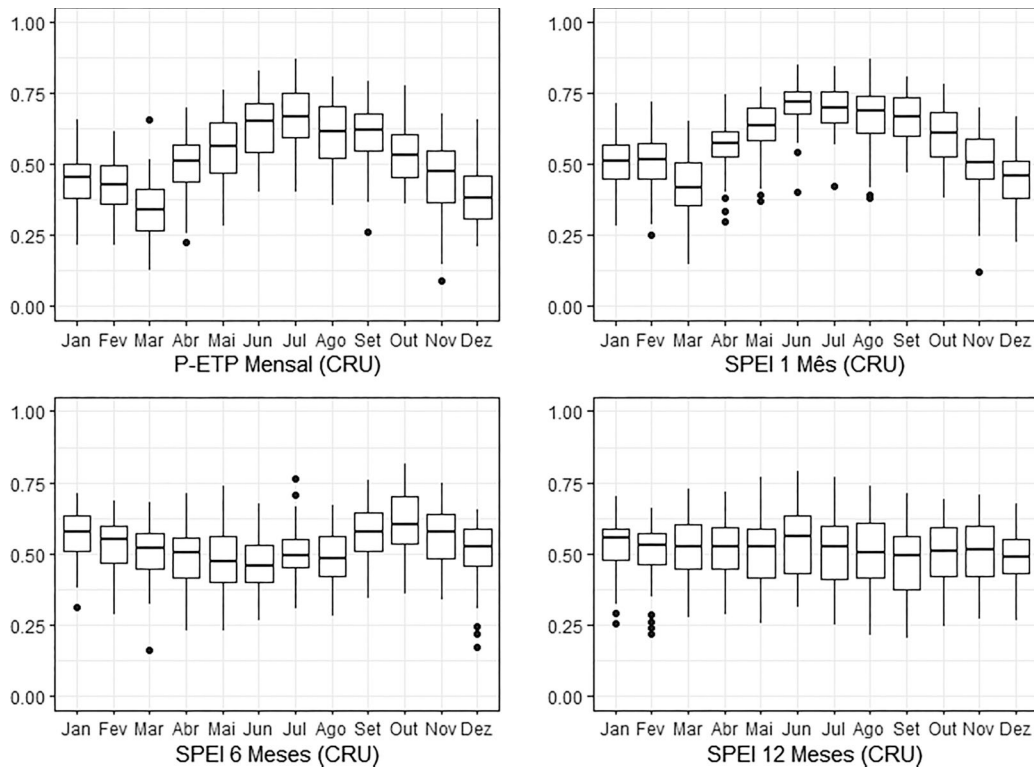 1.00
0.75
0.50
0.25
0.00
Jan Fev Mar Abr Mai Jun Jul Ago Set Out Nov Dez
P-ETP Mensal (CRU)
1.00
0.75
0.50
0.25
0.00
Jan Fev Mar Abr Mai Jun Jul Ago Set Out Nov Dez
SPEI 1 Mês (CRU)
1.00
0.75
0.50
0.25
0.00
Jan Fev Mar Abr Mai Jun Jul Ago Set Out Nov Dez
SPEI 6 Meses (CRU)
1.00
0.75
0.50
0.25
0.00
Jan Fev Mar Abr Mai Jun Jul Ago Set Out Nov Dez
SPEI 12 Meses (CRU)